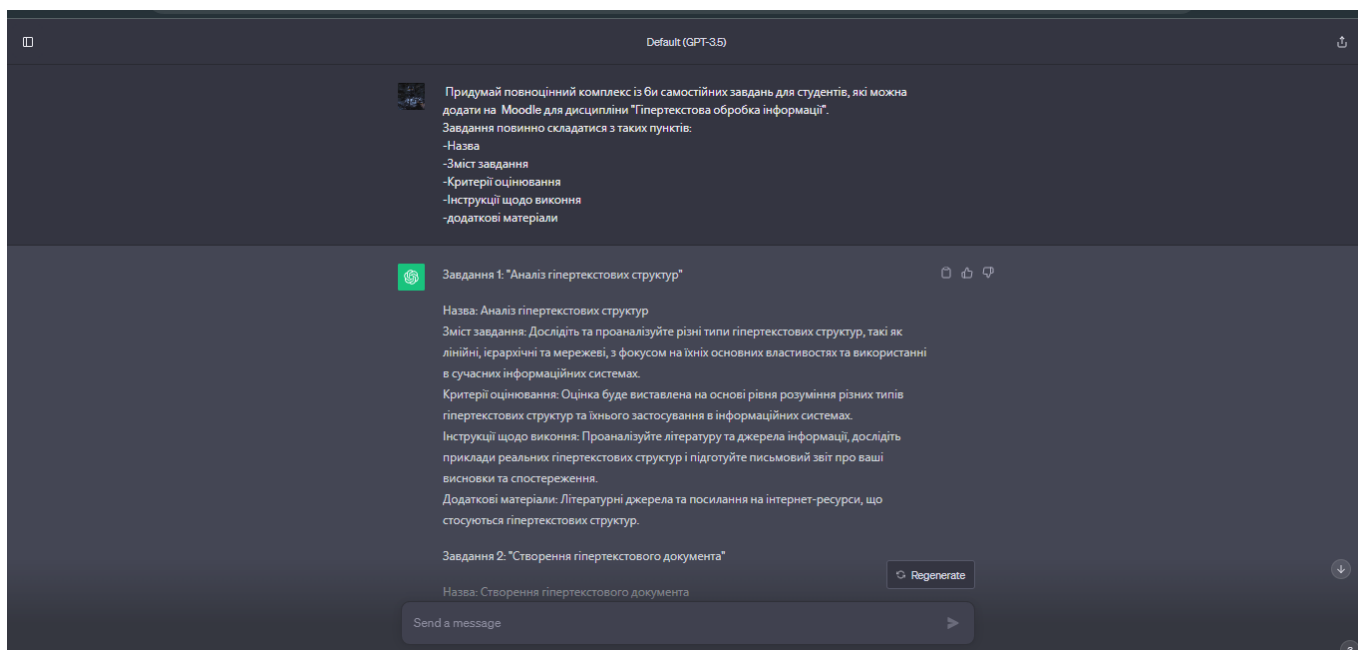 Default (GPT-3.5)
Придумай повноцінний комплекс із 6и самостійних завдань для студентів, які можна
додати на Moodle для дисципліни "Гіпертекстова обробка інформації".
Завдання повинно складатися з таких пунктів:
-Назва
-Зміст завдання
-Критерії оцінювання
-Інструкції щодо виконня
-додаткові матеріали
Завдання 1: "Аналіз гіпертекстових структур"
Назва: Аналіз гіпертекстових структур
Зміст завдання: Дослідіть та проаналізуйте різні типи гіпертекстових структур, такі як
лінійні, ієрархічні та мережеві, з фокусом на їхніх основних властивостях та використанні
в сучасних інформаційних системах.
Критерії оцінювання: Оцінка буде виставлена на основі рівня розуміння різних типів
гіпертекстових структур та їхнього застосування в інформаційних системах.
Інструкції щодо виконня: Проаналізуйте літературу та джерела інформації, дослідіть
приклади реальних гіпертекстових структур і підготуйте письмовий звіт про ваші
висновки та спостереження.
Додаткові матеріали: Літературні джерела та посилання на інтернет-ресурси, що
стосуються гіпертекстових структур.
Завдання 2: "Створення гіпертекстового документа"
Regenerate
Назва: Створення гіпертекстового документа
Send a message